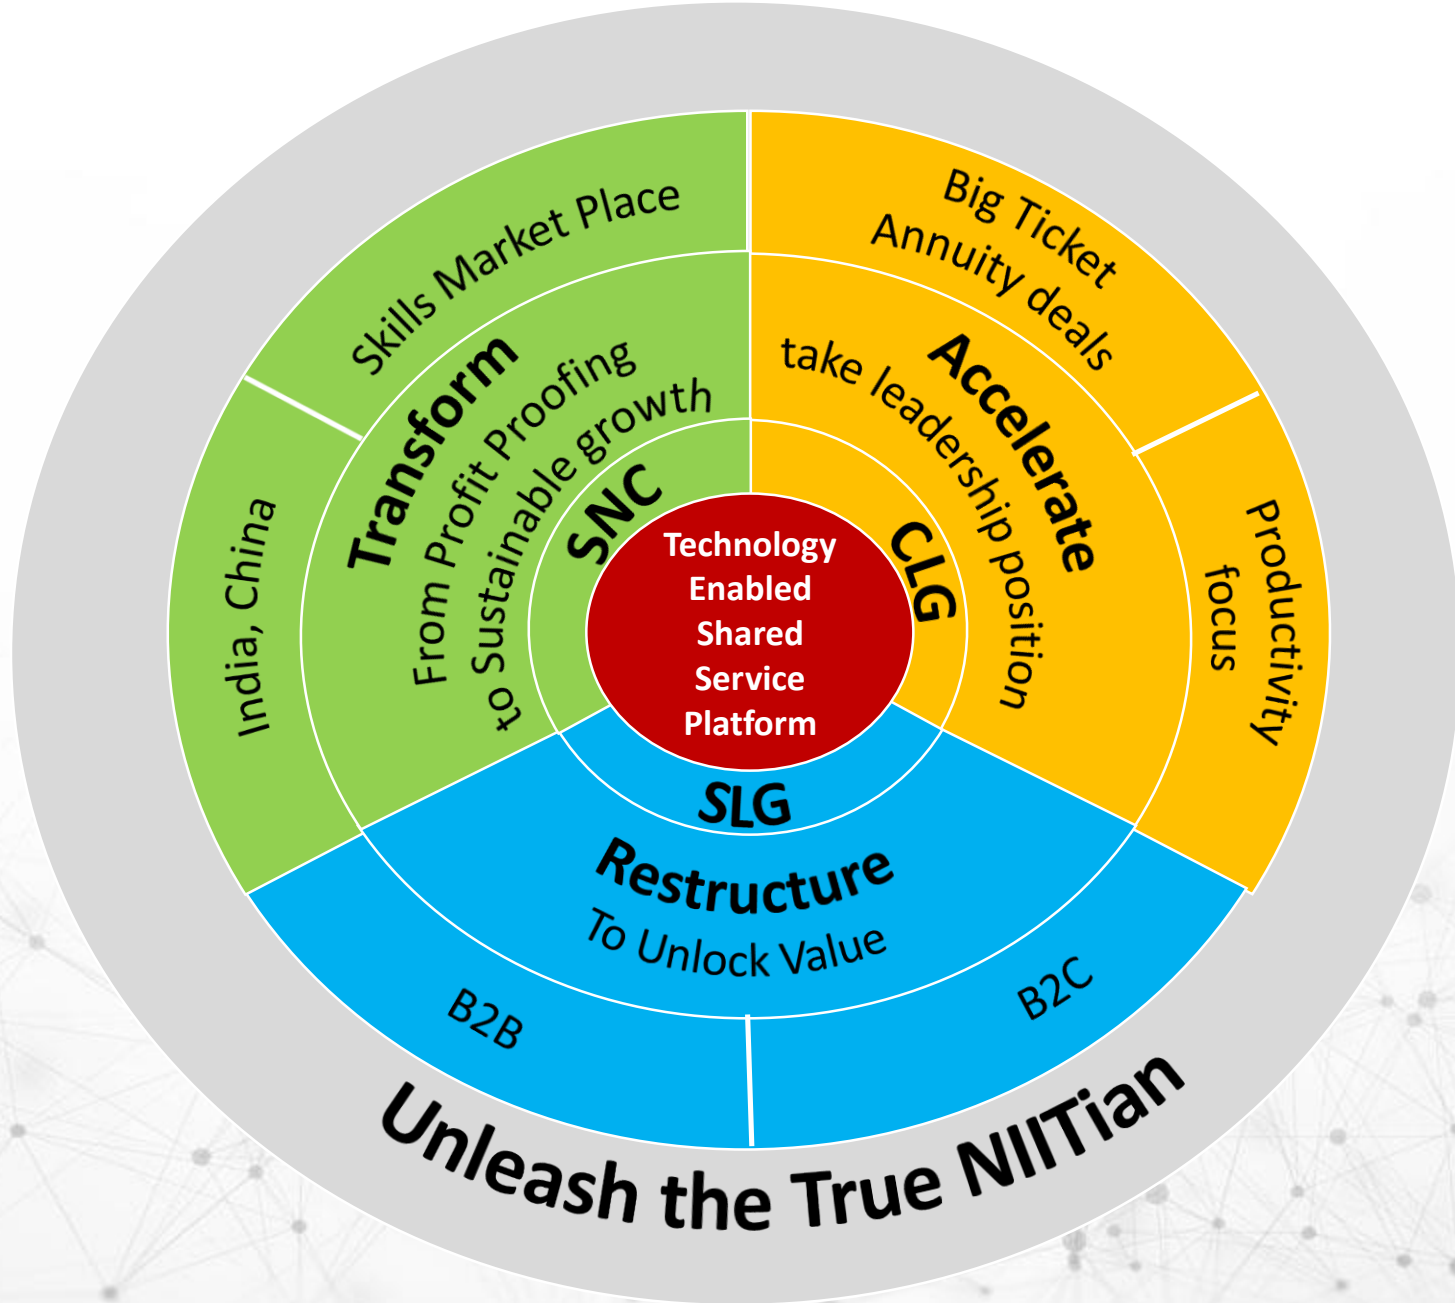 Skills Market Place
India, China
Transform
From Profit Proofing
to Sustainable growth
SNC
Big Ticket
Annuity deals
Productivity
focus
Accelerate
take leadership position
CLG
Technology
Enabled
Shared
Service
Platform
SLG
Restructure
To Unlock Value
B2B
B2C
Unleash the True NIITian